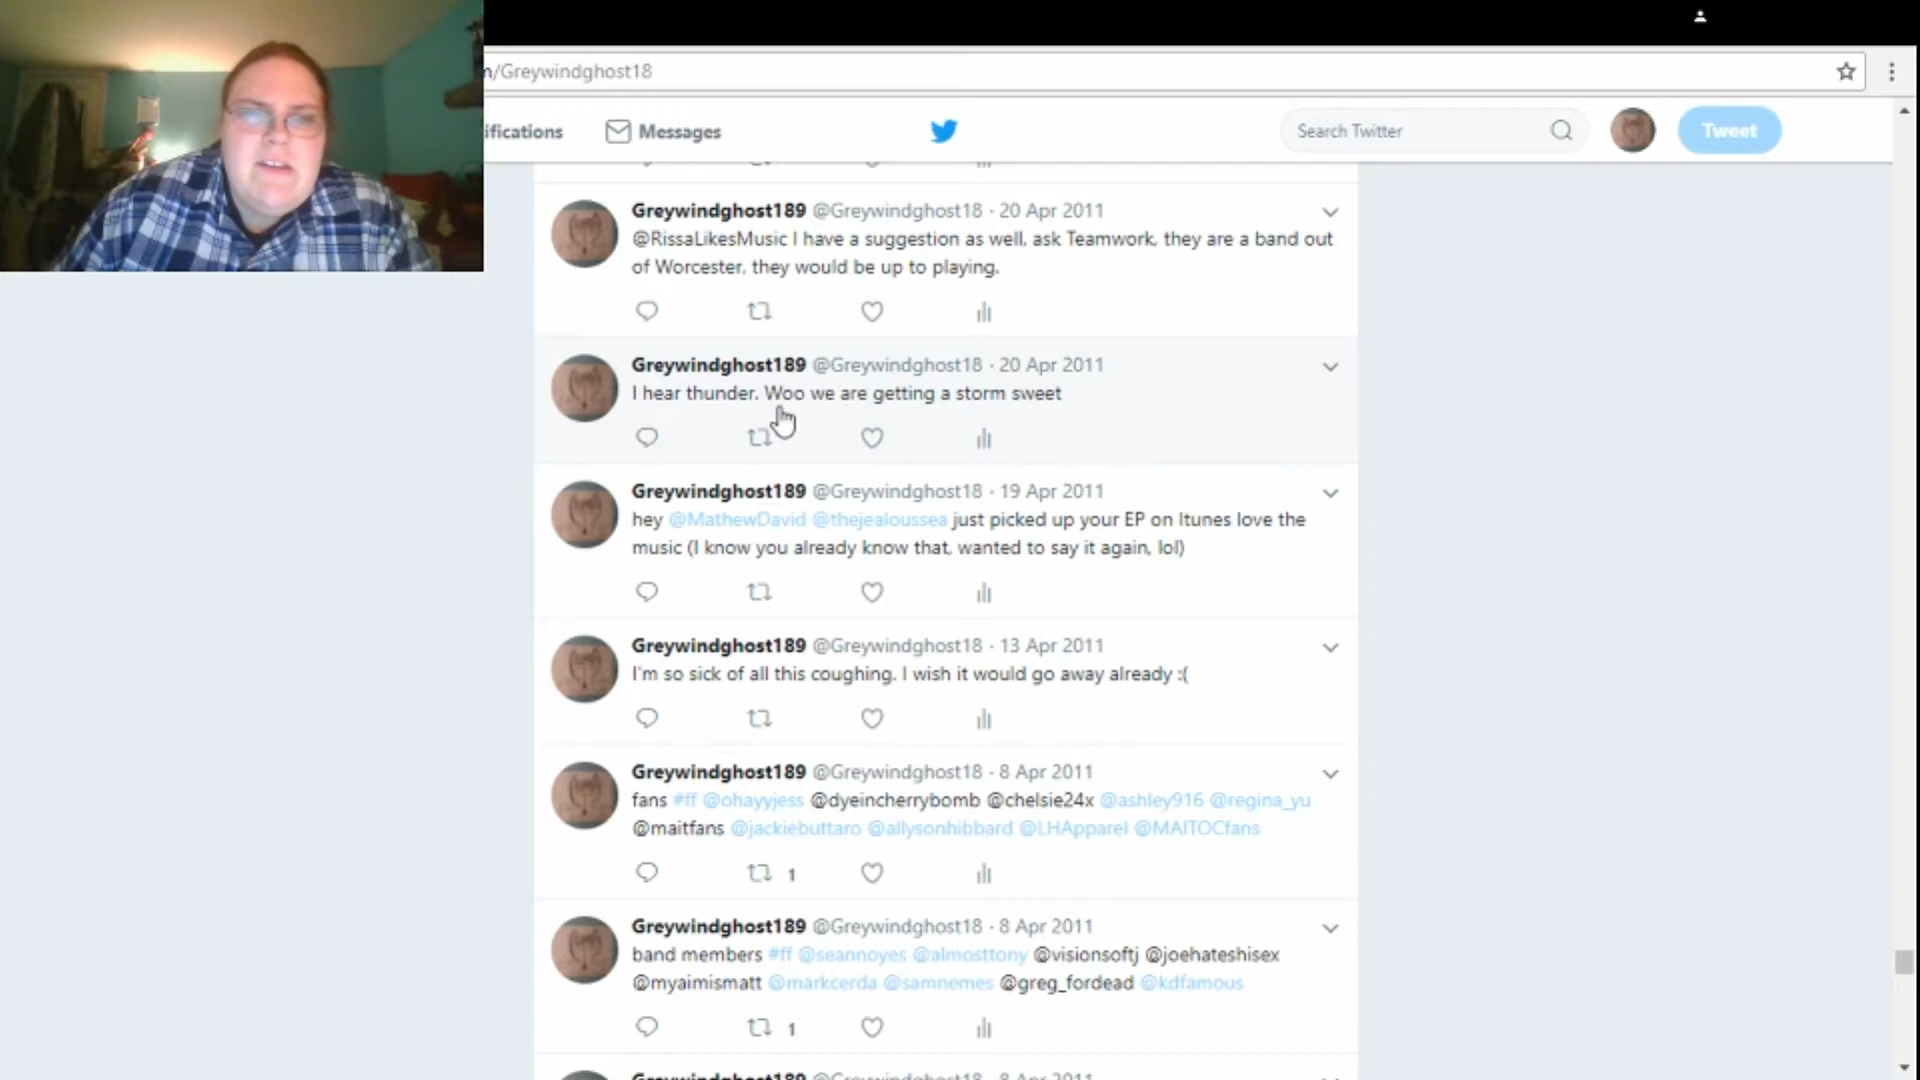 /Greywindghost18
ifications
Messages
Search Twitter
Tweet
Greywindghost189 @Greywindghost18 · 20 Apr 2011
@RissaLikesMusic I have a suggestion as well, ask Teamwork, they are a band out
of Worcester, they would be up to playing.
Greywindghost189 @Greywindghost18 · 20 Apr 2011
I hear thunder. Woo we are getting a storm sweet
Greywindghost189 @Greywindghost18 · 19 Apr 2011
hey @MathewDavid @thejealoussea just picked up your EP on Itunes love the
music (I know you already know that, wanted to say it again, lol)
Greywindghost189 @Greywindghost18 · 13 Apr 2011
I'm so sick of all this coughing. I wish it would go away already :(
Greywindghost189 @Greywindghost18 · 8 Apr 2011
fans #ff @ohayyjess @dyeincherrybomb @chelsie24x @ashley916 @regina_yu
@maitfans @jackiebuttaro @allysonhibbard @LHApparel @MAITOCfans
1
Greywindghost189 @Greywindghost18 · 8 Apr 2011
band members #ff @seannoyes @almosttony @visionsoftj @joehateshisex
@myaimismatt @markcerda @samnemes @greg_fordead @kdfamous
1
Greywindghost189 @Greywindghost18 · 8 Apr 2011